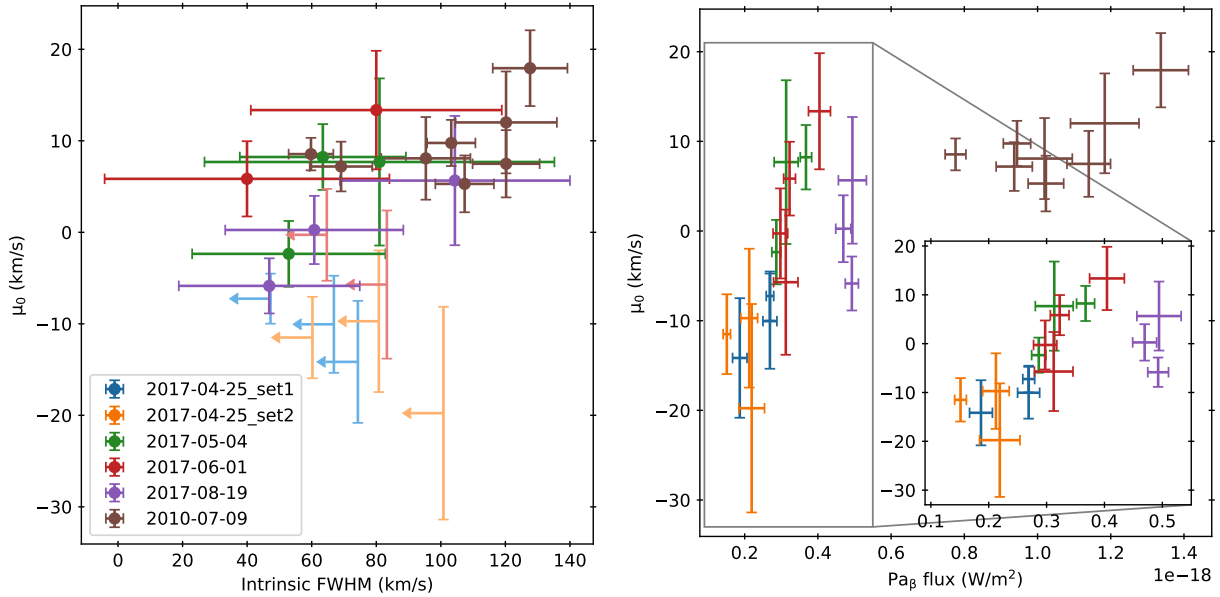 20
10
0
−10
−20
−30
μ₀ (km/s)
2017-04-25_set1
2017-04-25_set2
2017-05-04
2017-06-01
2017-08-19
2010-07-09
0 20 40 60 80 100 120 140
Intrinsic FWHM (km/s)
20
10
0
−10
−20
−30
μ₀ (km/s)
20
10
0
−10
−20
−30
0.1 0.2 0.3 0.4 0.5
0.2 0.4 0.6 0.8 1.0 1.2 1.4
Paᵦ flux (W/m²)
1e−18